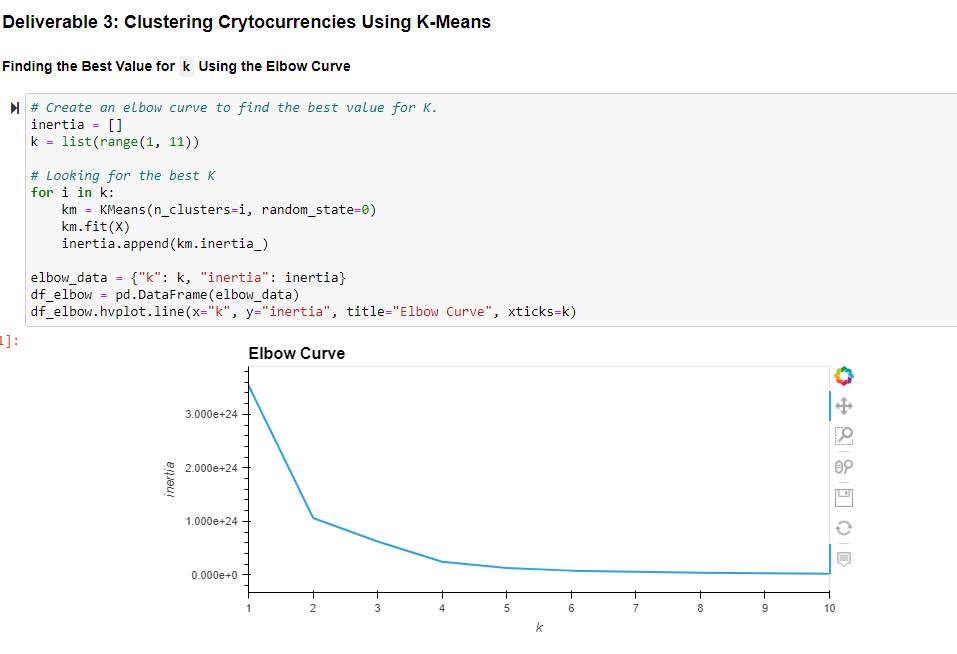 Deliverable 3: Clustering Crytocurrencies Using K-Means
Finding the Best Value for k Using the Elbow Curve
# Create an elbow curve to find the best value for K.
inertia = []
k = list(range(1, 11))
# Looking for the best K
for i in k:
    km = KMeans(n_clusters=i, random_state=0)
    km.fit(X)
    inertia.append(km.inertia_)
elbow_data = {"k": k, "inertia": inertia}
df_elbow = pd.DataFrame(elbow_data)
df_elbow.hvplot.line(x="k", y="inertia", title="Elbow Curve", xticks=k)
1]:
Elbow Curve
3.000e+24
2.000e+24
1.000e+24
0.000e+0
inertia
1 2 3 4 5 6 7 8 9 10
k